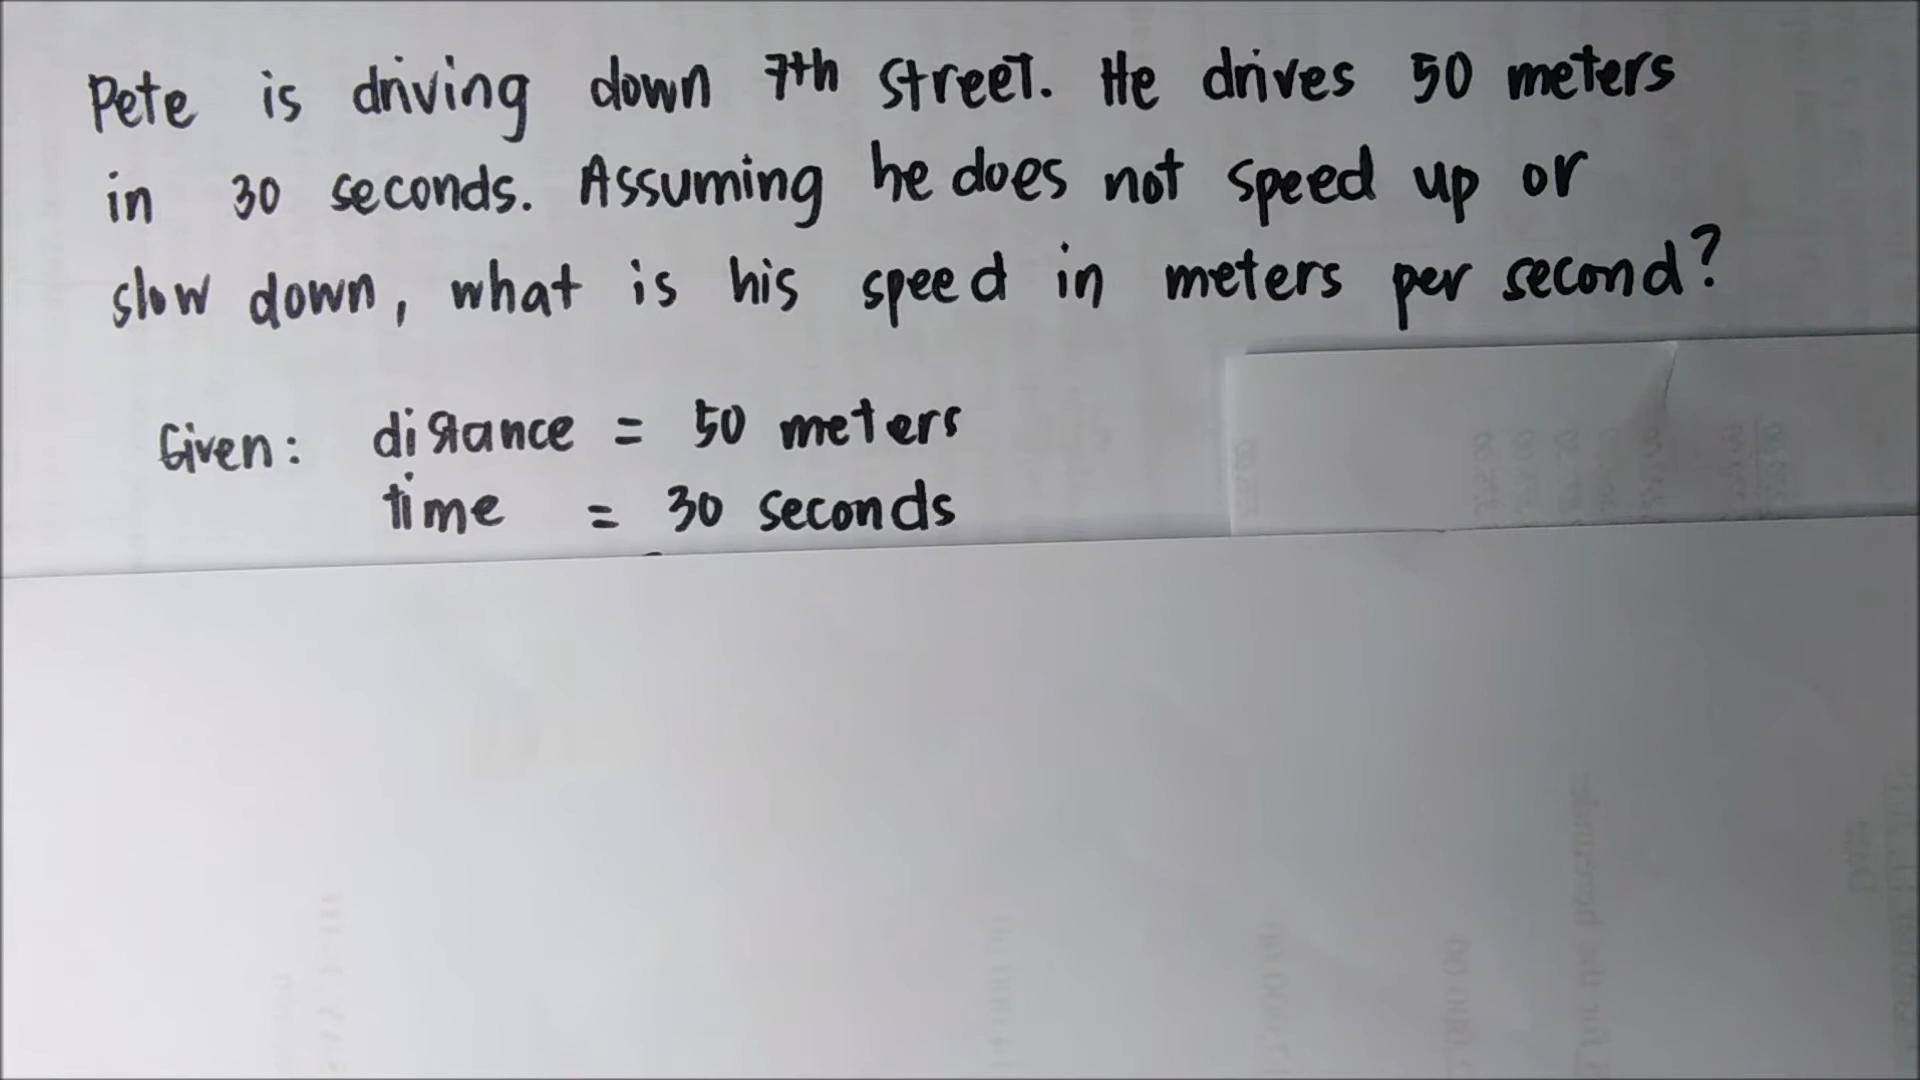 Pete is driving down 7th street. He drives 50 meters
in 30 seconds. Assuming he does not speed up or
slow down, what is his speed in meters per second?
Given: distance = 50 meters
time = 30 seconds